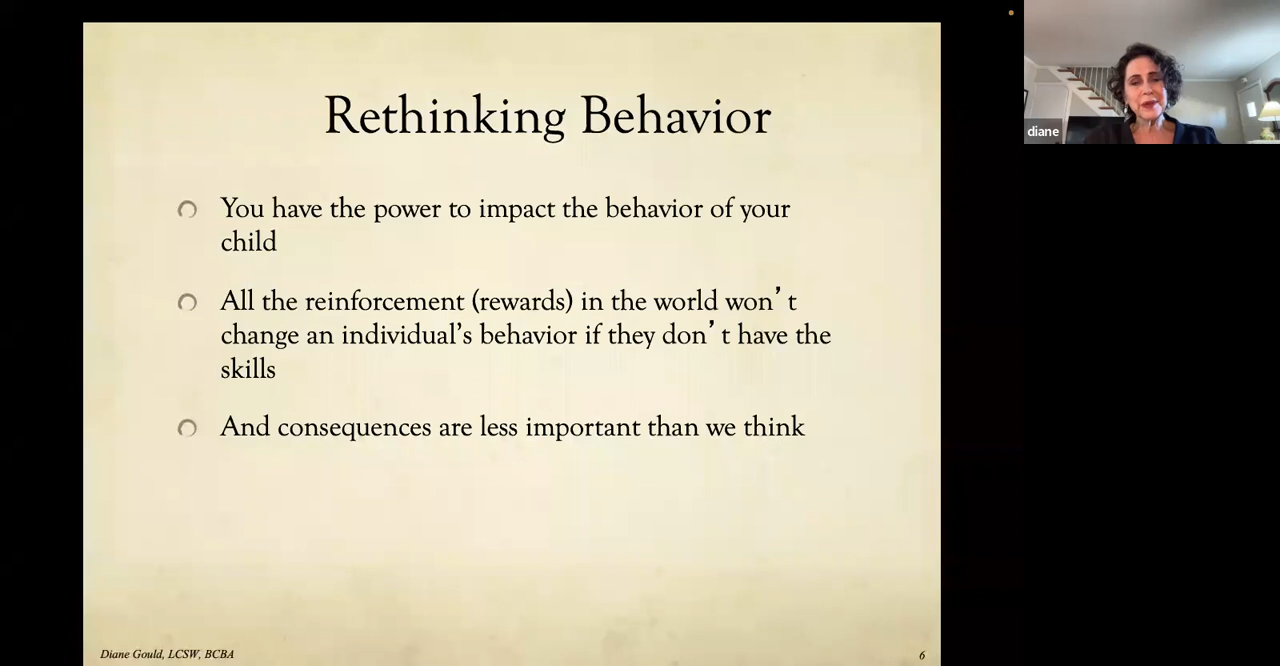 Rethinking Behavior
You have the power to impact the behavior of your
child
All the reinforcement (rewards) in the world won’t
change an individual’s behavior if they don’t have the
skills
And consequences are less important than we think
Diane Gould, LCSW, BCBA
6
diane